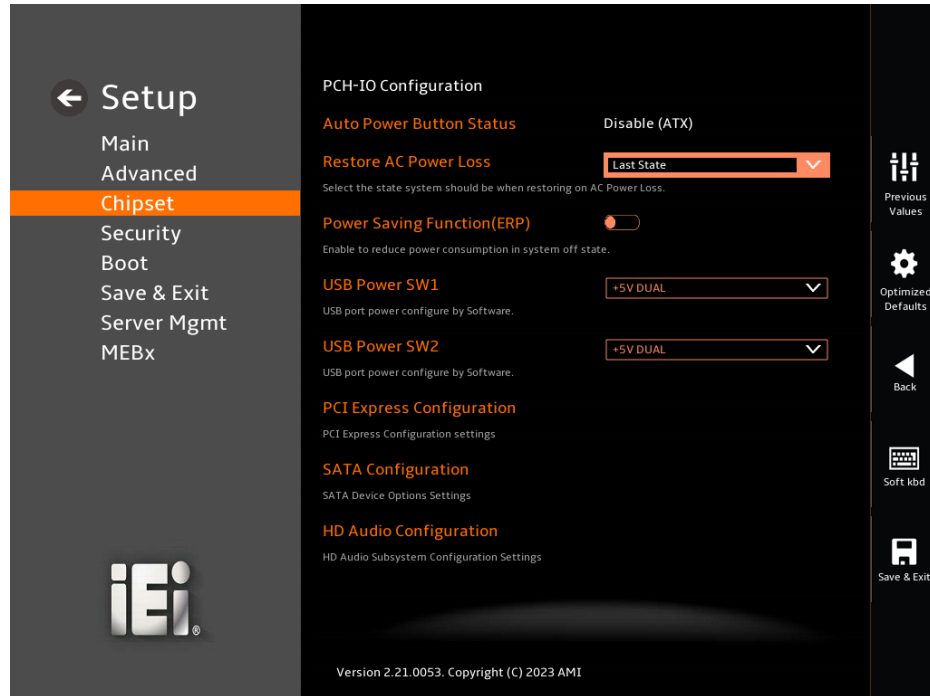 Setup
Main
Advanced
Chipset
Security
Boot
Save & Exit
Server Mgmt
MEBx
iEi®
PCH-IO Configuration
Auto Power Button Status Disable (ATX)
Restore AC Power Loss Last State
Select the state system should be when restoring on AC Power Loss.
Power Saving Function(ERP)
Enable to reduce power consumption in system off state.
USB Power SW1 +5V DUAL
USB port power configure by Software.
USB Power SW2 +5V DUAL
USB port power configure by Software.
PCI Express Configuration
PCI Express Configuration settings
SATA Configuration
SATA Device Options Settings
HD Audio Configuration
HD Audio Subsystem Configuration Settings
Version 2.21.0053. Copyright (C) 2023 AMI
Previous
Values
Optimized
Defaults
Back
Soft kbd
Save & Exit